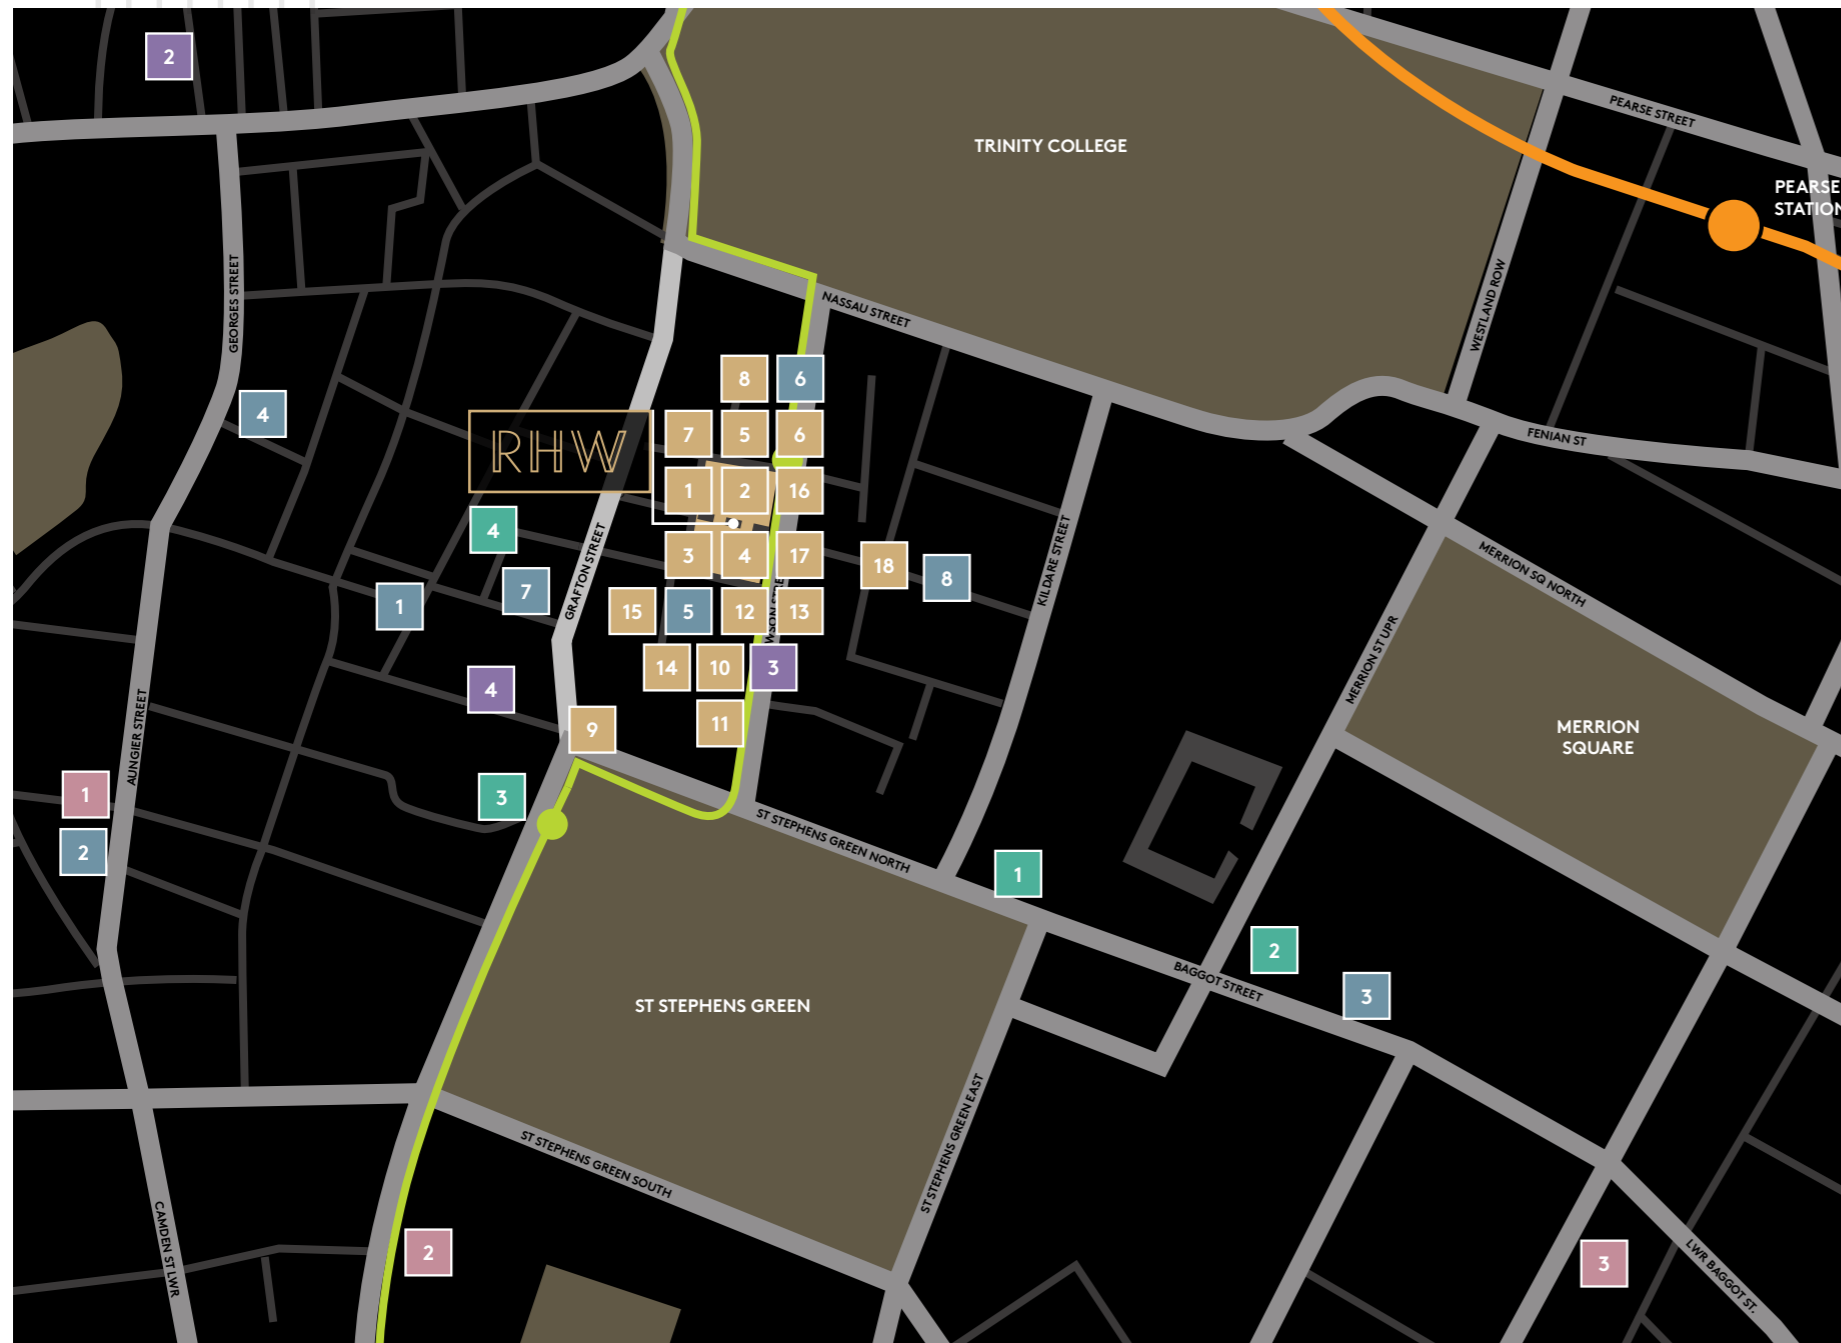 2
TRINITY COLLEGE
PEARSE STREET
PEARSE
STATION
GEORGES STREET
NASSAU STREET
WESTLAND ROW
8
6
4
RHW
7
5
6
FENIAN ST
1
2
16
4
GRAFTON STREET
3
4
17
18
8
KILDARE STREET
MERRION SQ NORTH
7
1
15
5
12
13
14
10
3
4
MERRION ST UPR
9
11
MERRION
SQUARE
AUNGIER STREET
1
3
2
ST STEPHENS GREEN NORTH
1
2
BAGGOT STREET
3
ST STEPHENS GREEN
ST STEPHENS GREEN EAST
ST STEPHENS GREEN SOUTH
CAMDEN ST LWR
2
3
LWR BAGGOT ST.